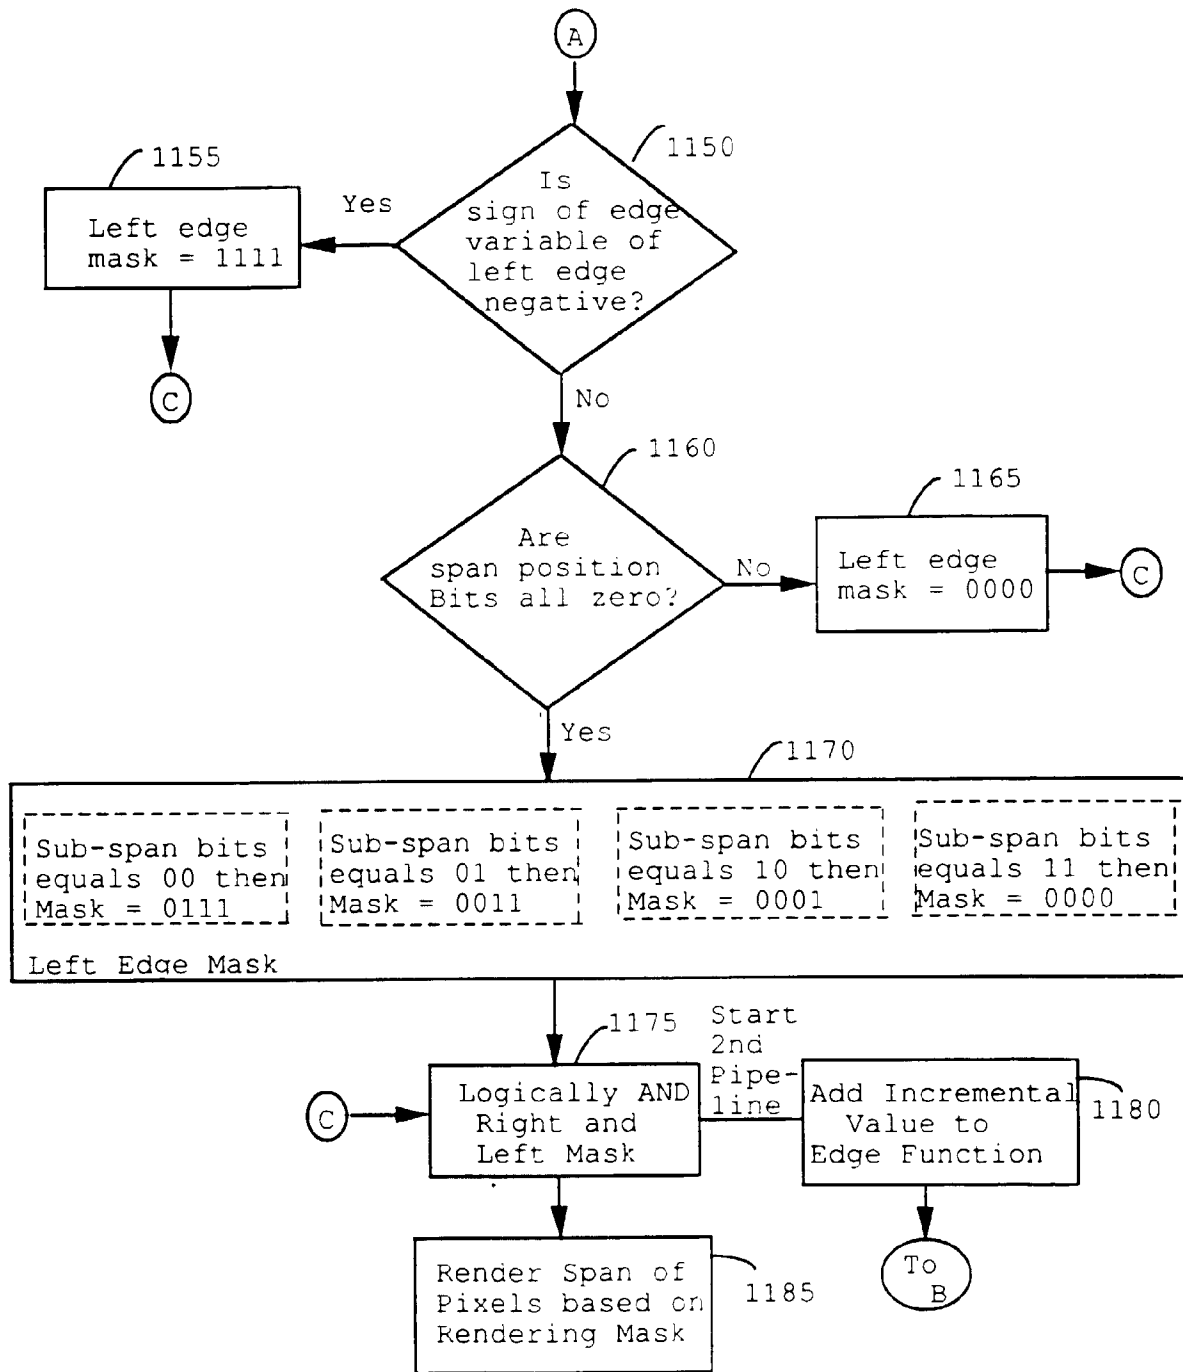 A
1150
Is
sign of edge
variable of
left edge
negative?
Yes
1155
Left edge
mask = 1111
C
No
1160
Are
span position
Bits all zero?
No
1165
Left edge
mask = 0000
C
Yes
1170
Sub-span bits
equals 00 then
Mask = 0111
Sub-span bits
equals 01 then
Mask = 0011
Sub-span bits
equals 10 then
Mask = 0001
Sub-span bits
equals 11 then
Mask = 0000
Left Edge Mask
C
1175
Logically AND
Right and
Left Mask
Start
2nd
Pipe-
line
Add Incremental
Value to
Edge Function
1180
To
B
Render Span of
Pixels based on
Rendering Mask
1185